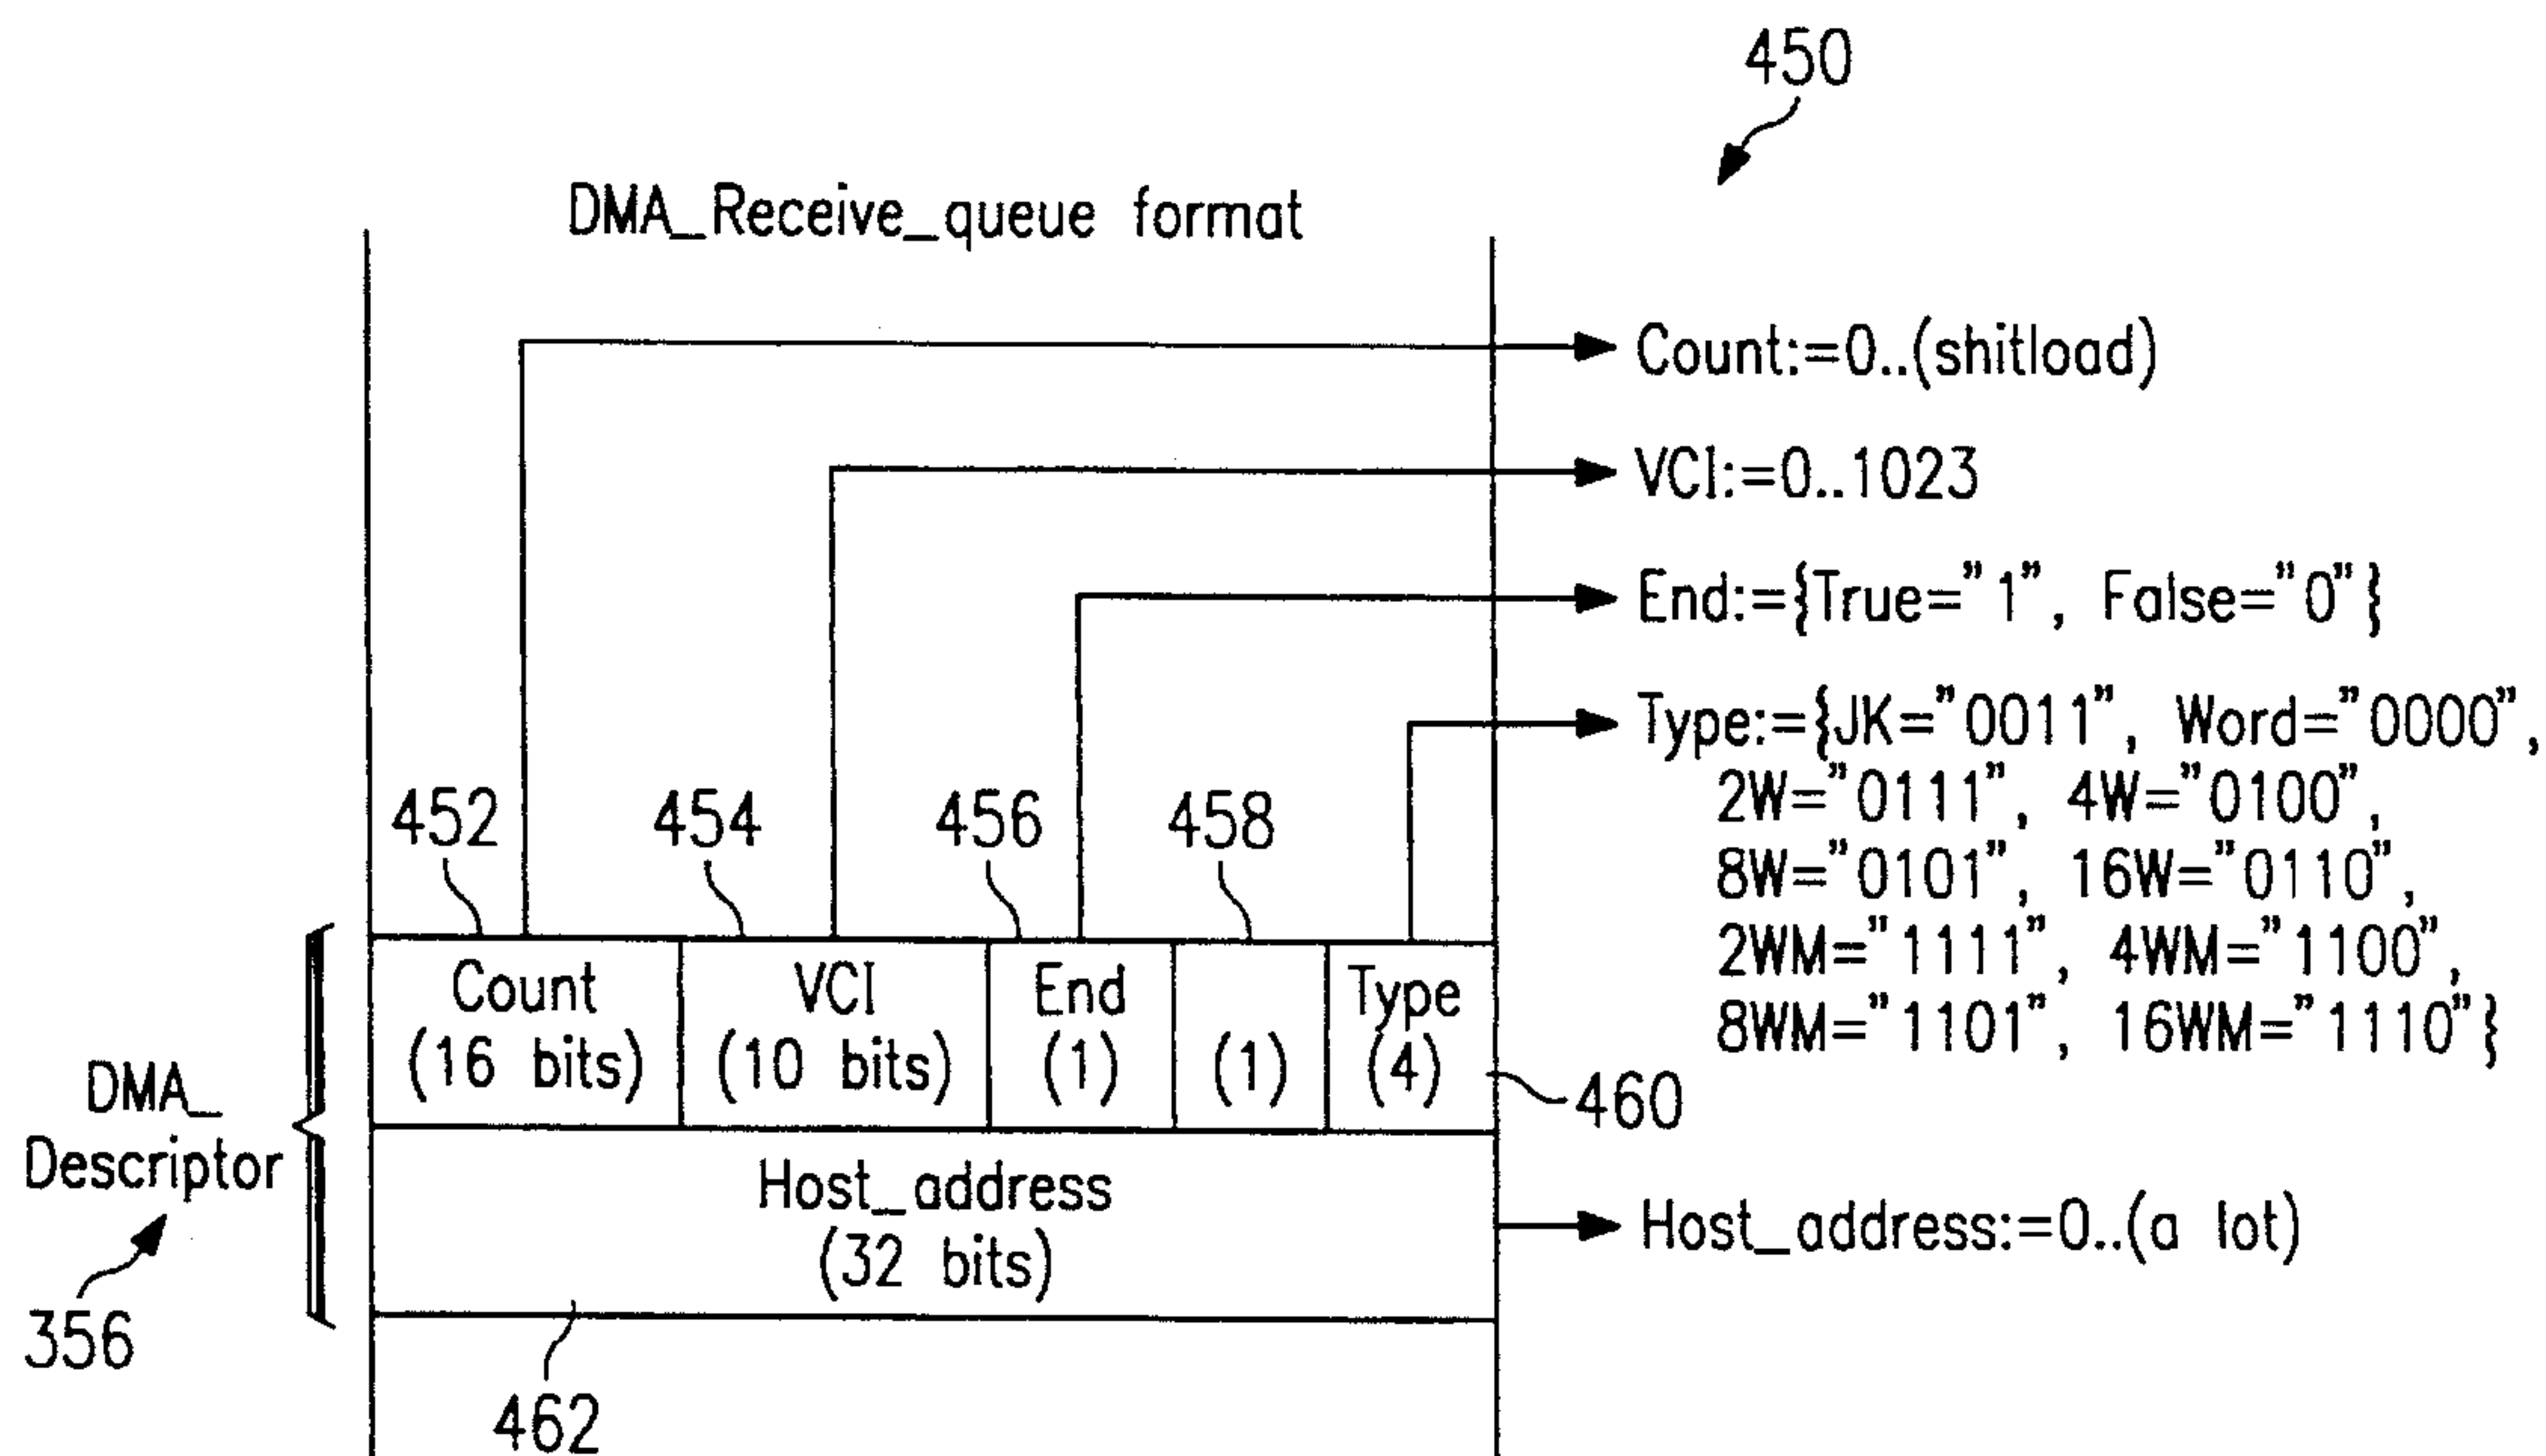 450
DMA_Receive_queue format
Count:=0..(shitload)
VCI:=0..1023
End:={True="1", False="0"}
Type:={JK="0011", Word="0000",
2W="0111", 4W="0100",
8W="0101", 16W="0110",
2WM="1111", 4WM="1100",
8WM="1101", 16WM="1110"}
452 454 456 458
Count VCI End Type
(16 bits) (10 bits) (1) (1) (4)
460
DMA_
Descriptor
356
Host_address
(32 bits)
Host_address:=0..(a lot)
462